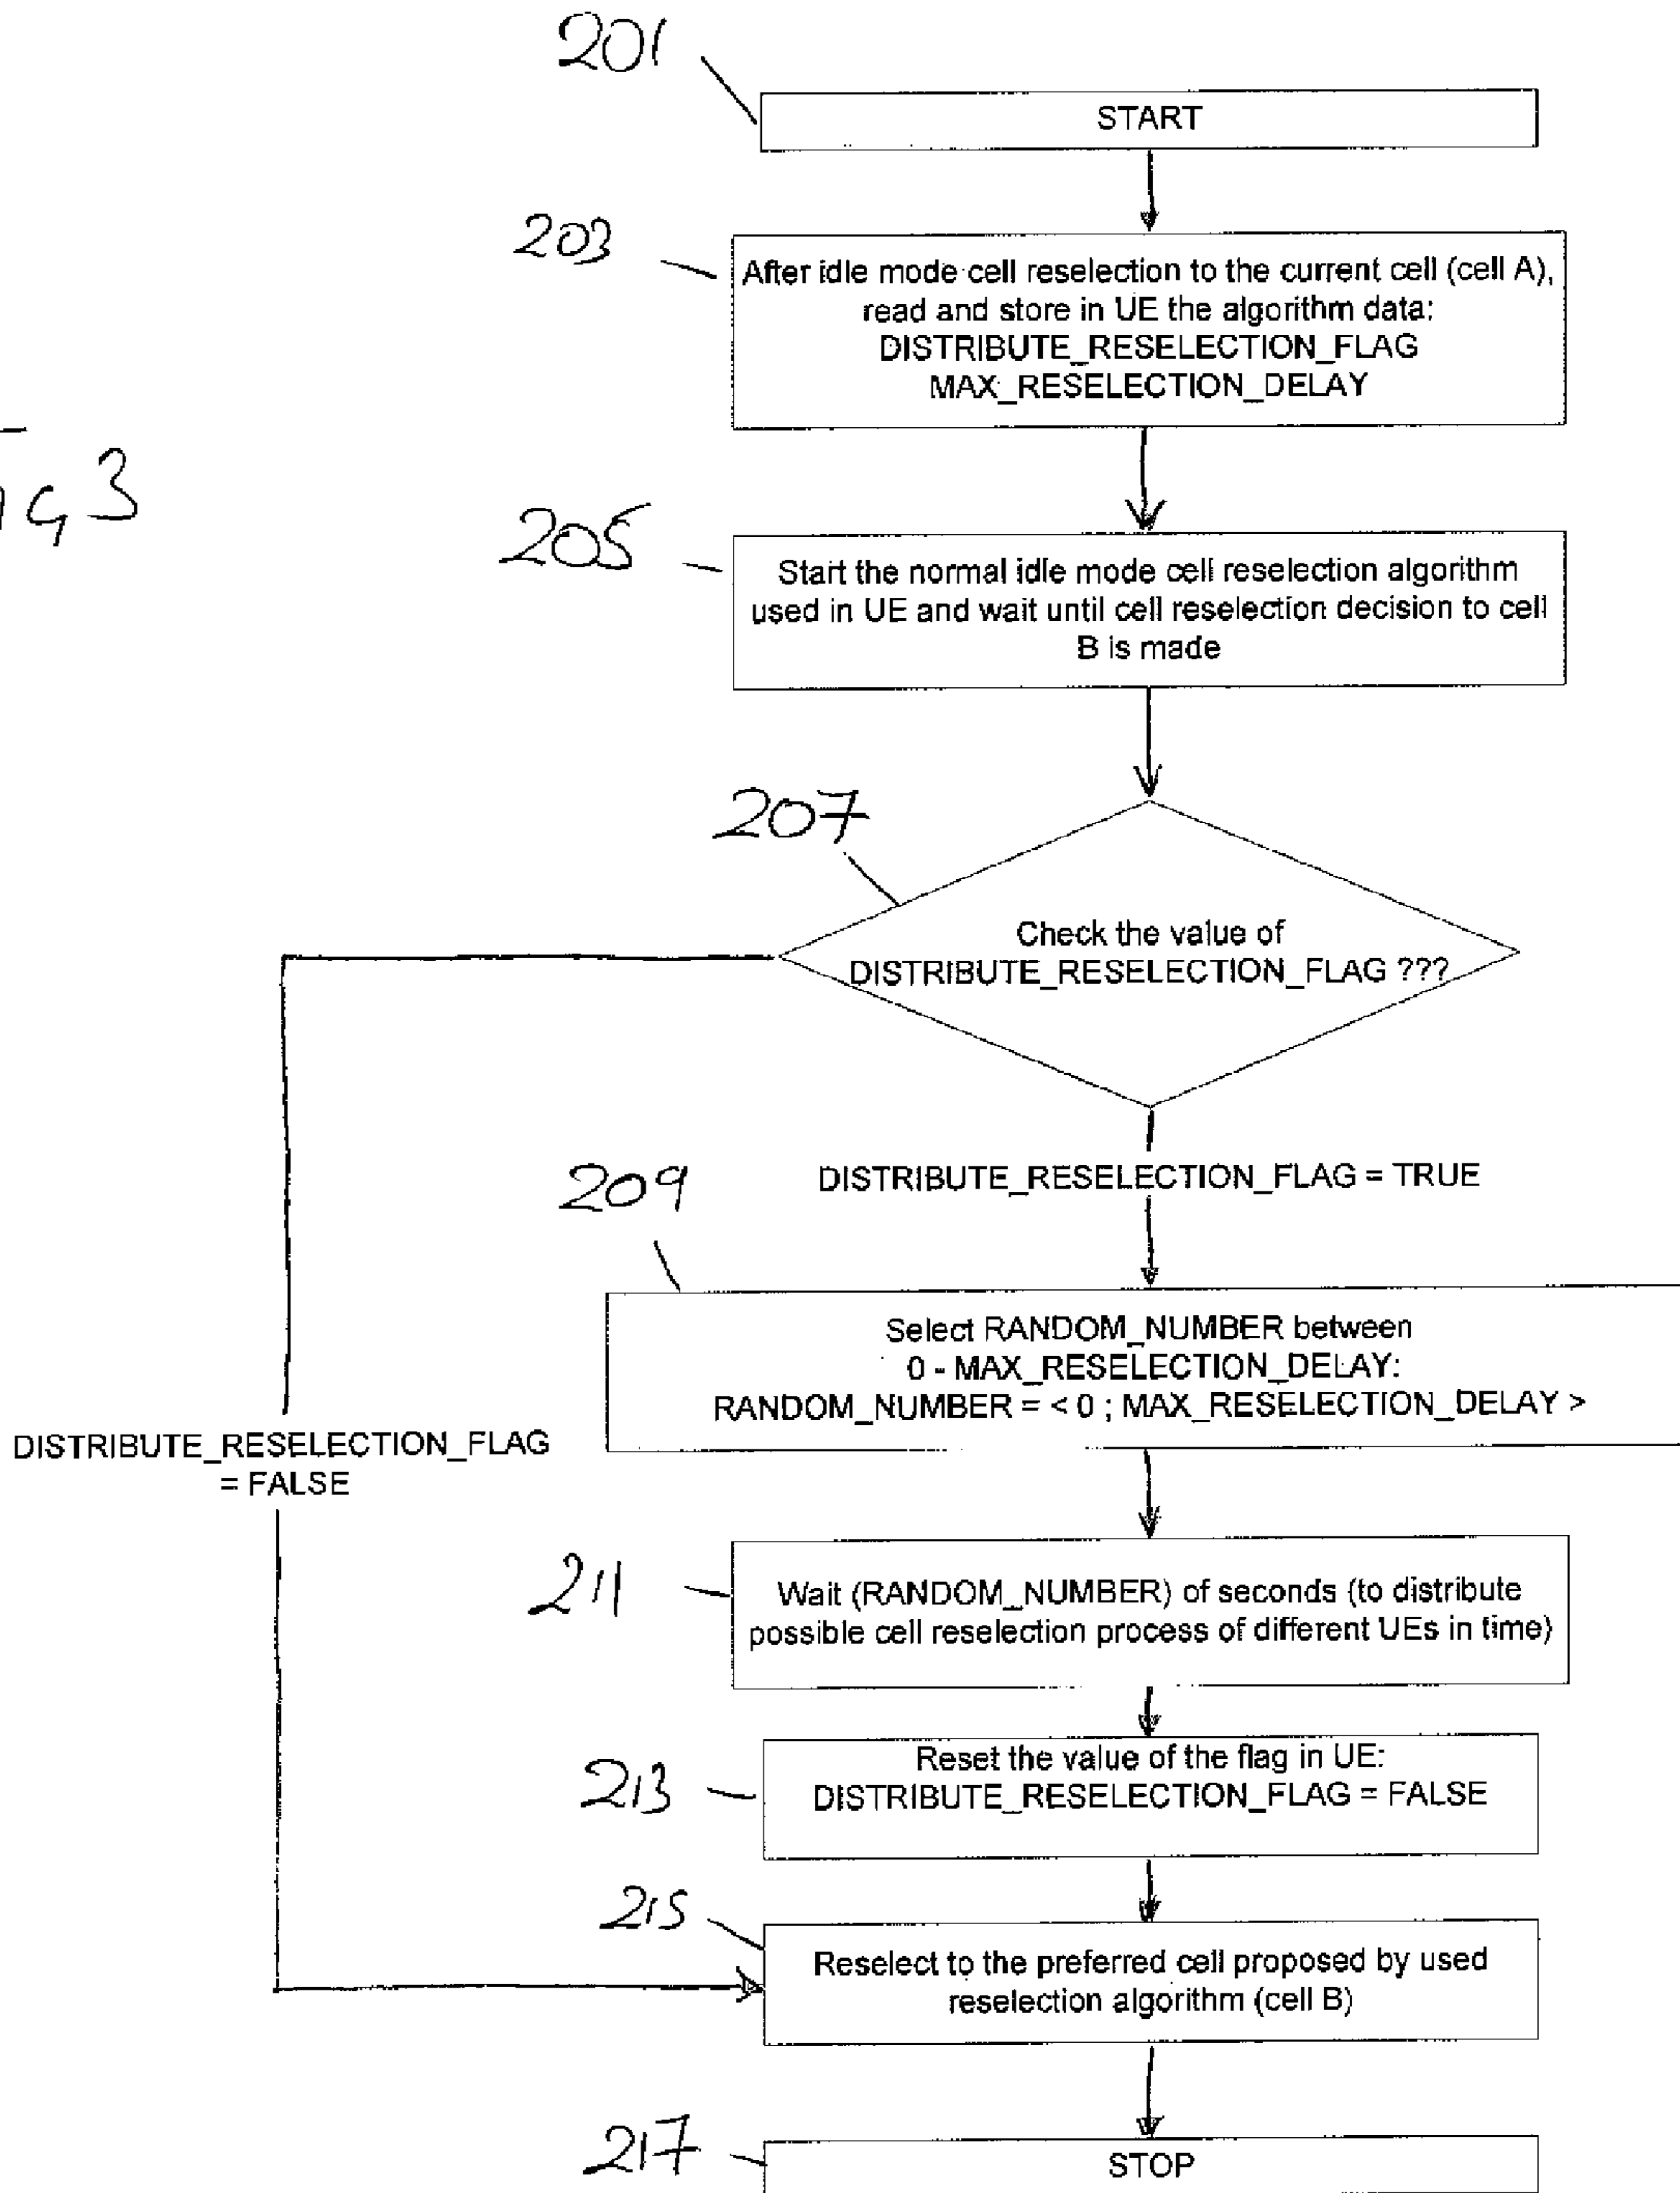 201
START
203
After idle mode cell reselection to the current cell (cell A),
read and store in UE the algorithm data:
DISTRIBUTE_RESELECTION_FLAG
MAX_RESELECTION_DELAY
3
205
Start the normal idle mode cell reselection algorithm
used in UE and wait until cell reselection decision to cell
B is made
207
Check the value of
DISTRIBUTE_RESELECTION_FLAG ???
DISTRIBUTE_RESELECTION_FLAG = TRUE
209
Select RANDOM_NUMBER between
0 - MAX_RESELECTION_DELAY:
RANDOM_NUMBER = < 0 ; MAX_RESELECTION_DELAY >
DISTRIBUTE_RESELECTION_FLAG
= FALSE
211
Wait (RANDOM_NUMBER) of seconds (to distribute
possible cell reselection process of different UEs in time)
213
Reset the value of the flag in UE:
DISTRIBUTE_RESELECTION_FLAG = FALSE
215
Reselect to the preferred cell proposed by used
reselection algorithm (cell B)
217
STOP